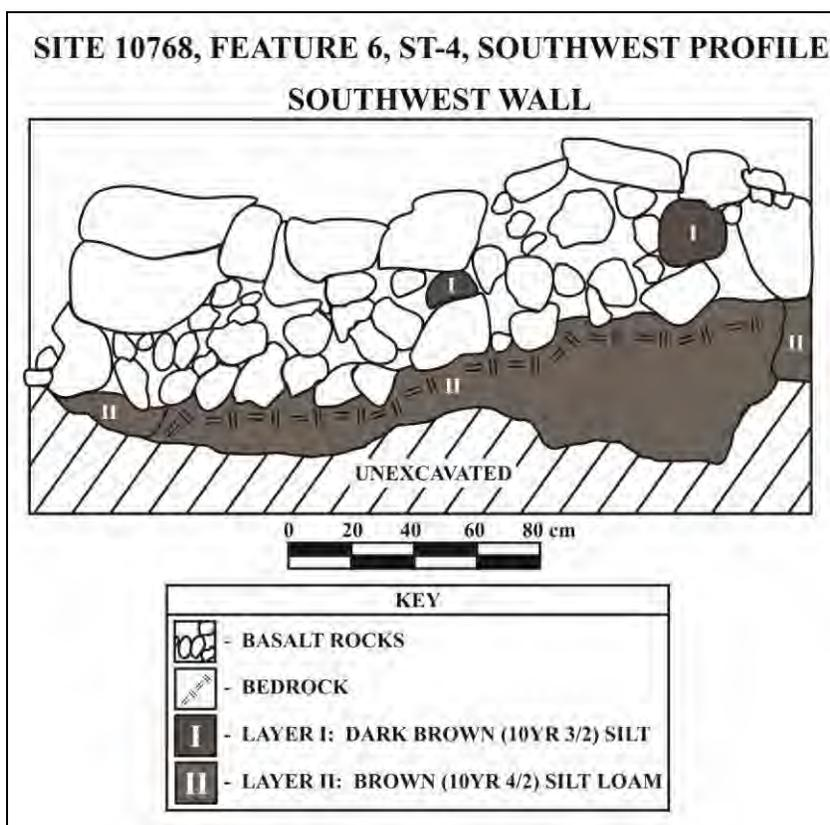 SITE 10768, FEATURE 6, ST-4, SOUTHWEST PROFILE
SOUTHWEST WALL
I
I
II
II
II
UNEXCAVATED
0 20 40 60 80 cm
KEY
- BASALT ROCKS
- BEDROCK
I - LAYER I: DARK BROWN (10YR 3/2) SILT
II - LAYER II: BROWN (10YR 4/2) SILT LOAM